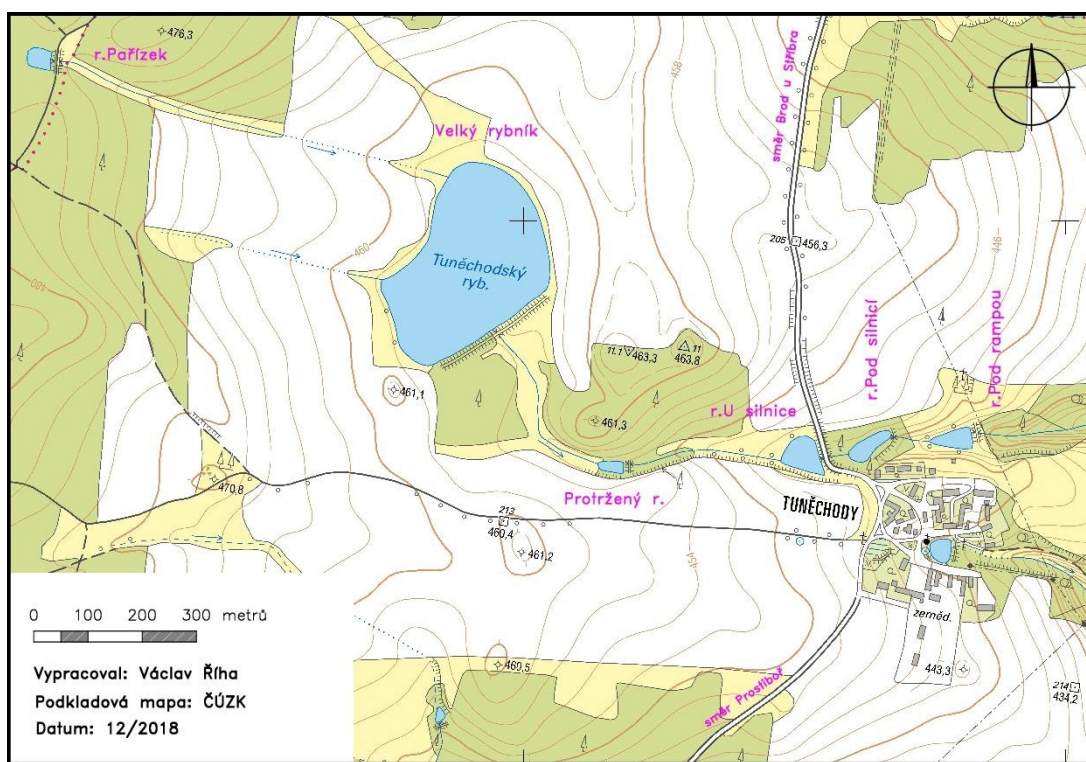 476,3
r.Pařízek
458
směr Brod u Stříbra
Velký rybník
460
205
456,3
446
Tuněchodský
ryb.
480
r.Pod silnicí
r.Pod rampou
11.1
463,3
11
463,8
461,1
461,3
r.U silnice
470,8
Protržený r.
TUNĚCHODY
213
460,4
461,2
454
zeměd.
443,3
214
434,2
460,5
směr Prostiboř
0 100 200 300 metrů
Vypracoval: Václav Říha
Podkladová mapa: ČÚZK
Datum: 12/2018